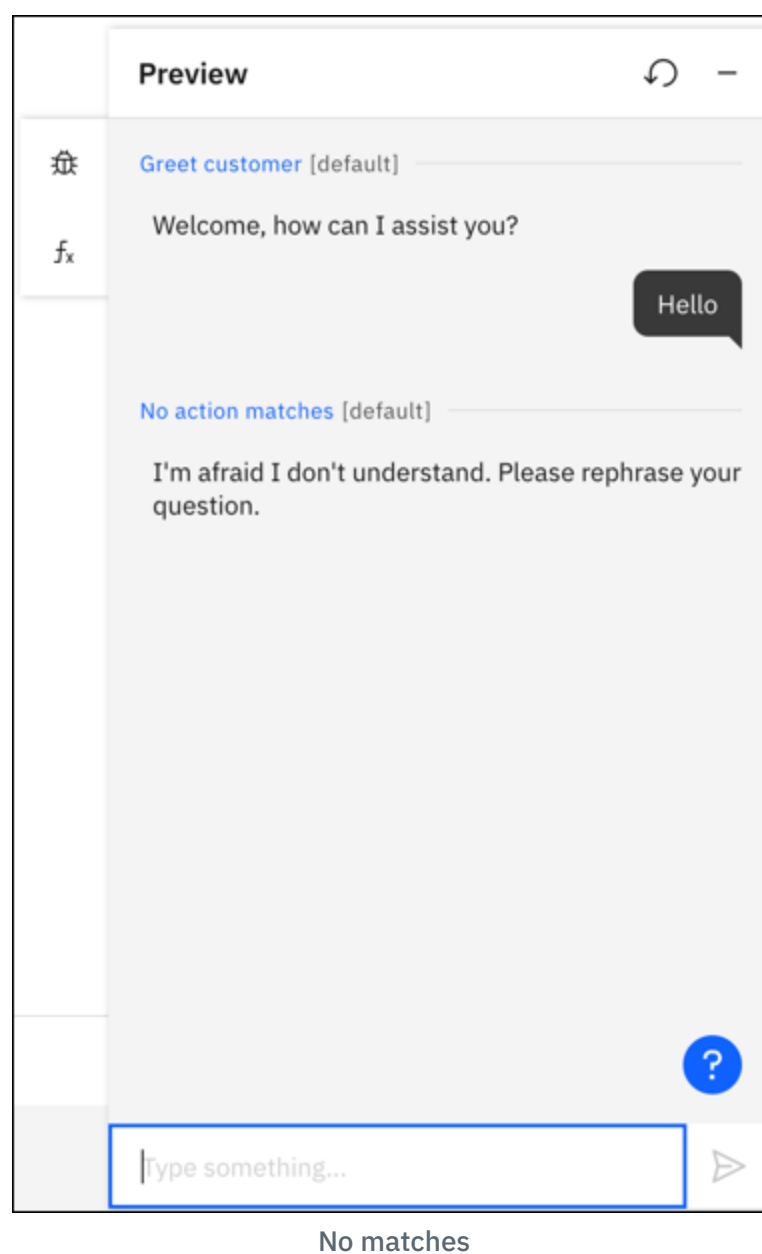 Preview
Greet customer [default]
Welcome, how can I assist you?
fx
Hello
No action matches [default]
I'm afraid I don't understand. Please rephrase your
question.
?
Type something...
No matches